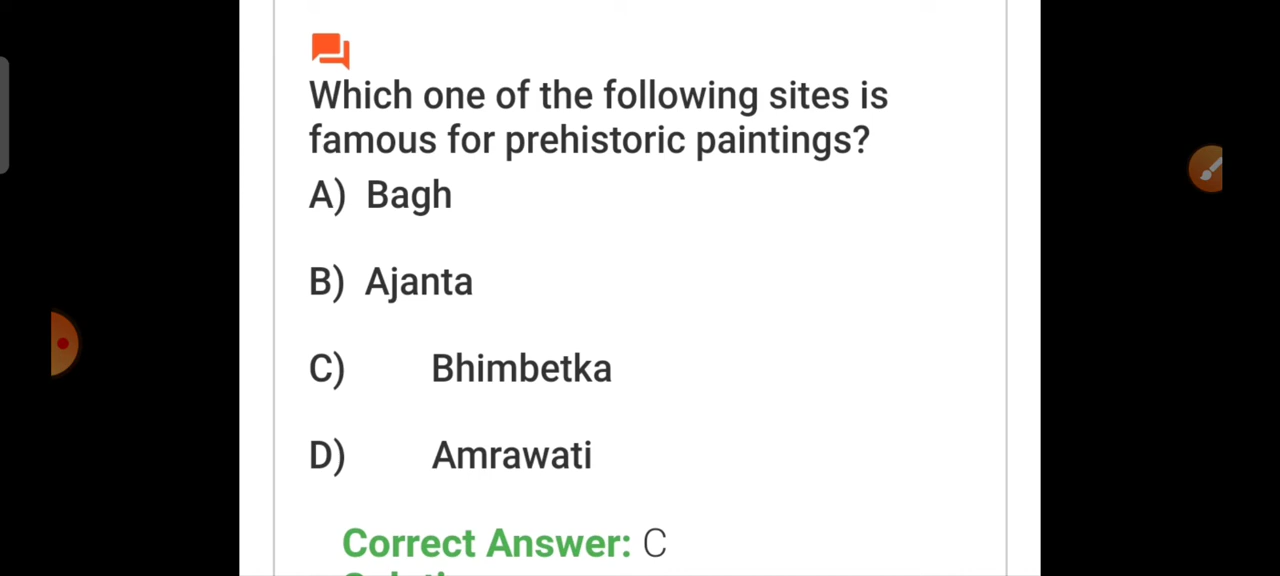 Which one of the following sites is
famous for prehistoric paintings?
A) Bagh
B) Ajanta
C) Bhimbetka
D) Amrawati
Correct Answer: C